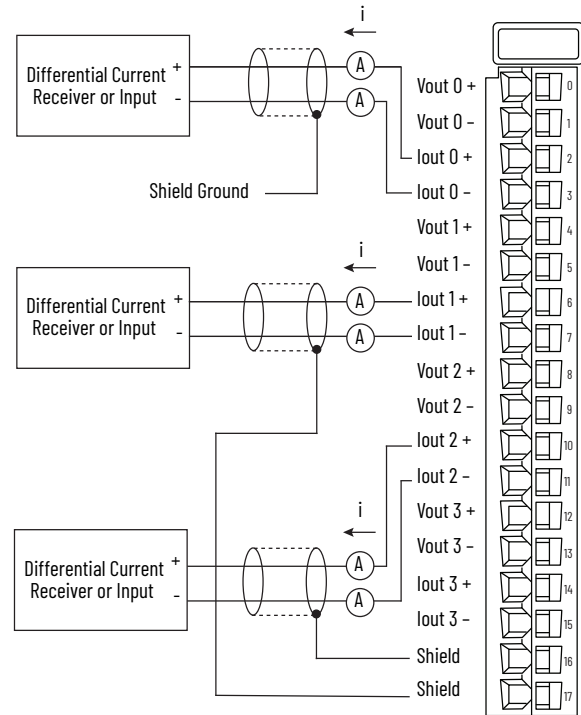 i
Differential Current
Receiver or Input
+
-
A
A
Shield Ground
i
Differential Current
Receiver or Input
+
-
A
A
i
Differential Current
Receiver or Input
+
-
A
A
Vout 0 + 0
Vout 0 – 1
Iout 0 + 2
Iout 0 – 3
Vout 1 + 4
Vout 1 – 5
Iout 1 + 6
Iout 1 – 7
Vout 2 + 8
Vout 2 – 9
Iout 2 + 10
Iout 2 – 11
Vout 3 + 12
Vout 3 – 13
Iout 3 + 14
Iout 3 – 15
Shield 16
Shield 17